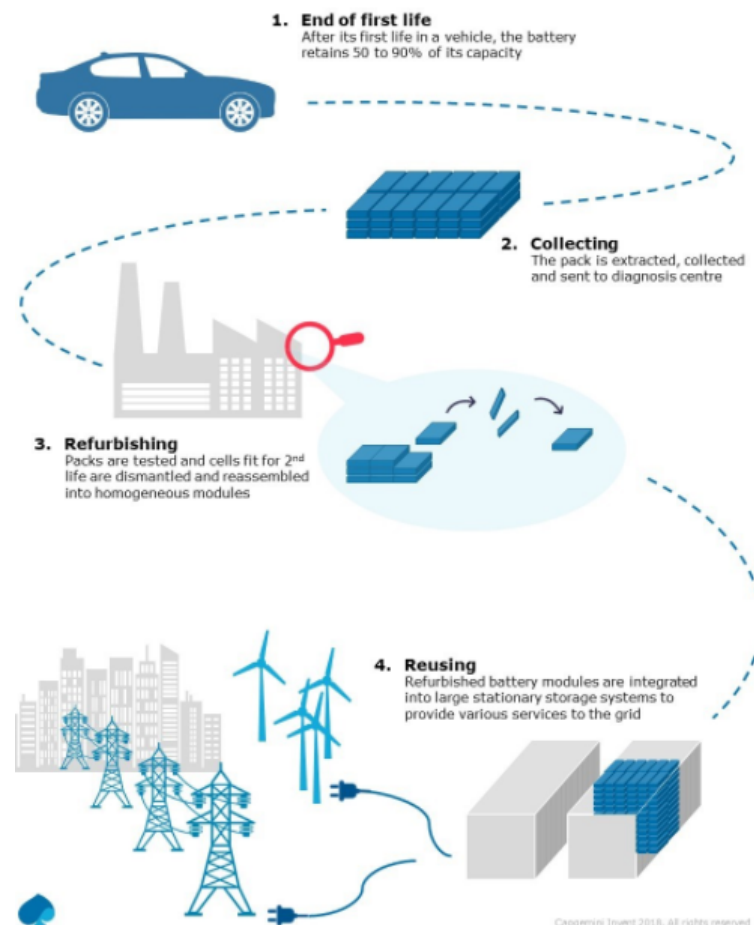 1. End of first life
After its first life in a vehicle, the battery
retains 50 to 90% of its capacity
2. Collecting
The pack is extracted, collected
and sent to diagnosis centre
3. Refurbishing
Packs are tested and cells fit for 2nd
life are dismantled and reassembled
into homogeneous modules
4. Reusing
Refurbished battery modules are integrated
into large stationary storage systems to
provide various services to the grid
Capgemini Invent 2018. All rights reserved